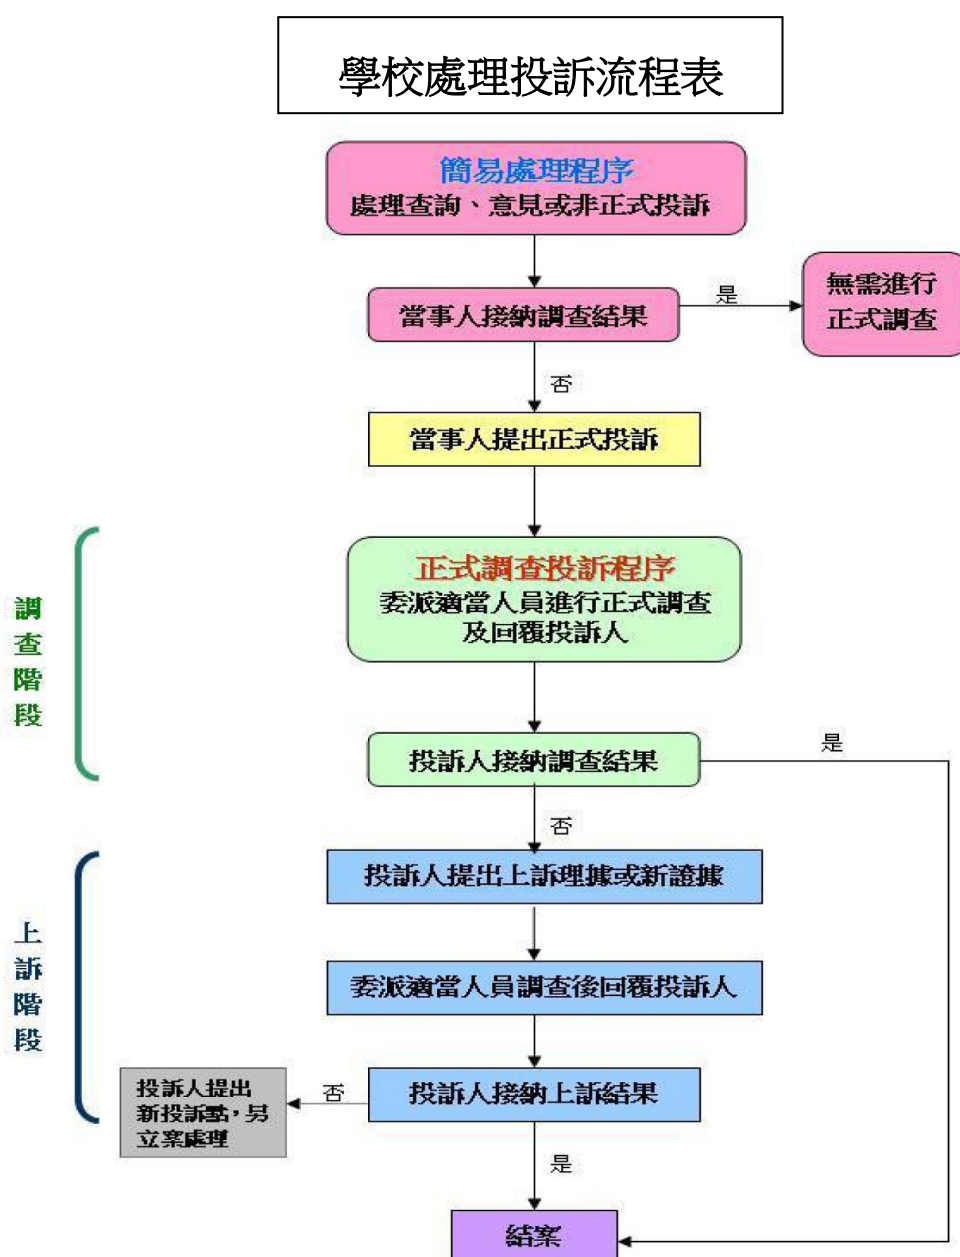 學校處理投訴流程表
簡易處理程序
處理查詢、意見或非正式投訴
當事人接納調查結果
是
無需進行
正式調查
否
當事人提出正式投訴
調查階段
正式調查投訴程序
委派適當人員進行正式調查
及回覆投訴人
投訴人接納調查結果
是
否
上訴階段
投訴人提出上訴理據或新證據
委派適當人員調查後回覆投訴人
投訴人接納上訴結果
否
投訴人提出
新投訴點,另
立案處理
是
結案